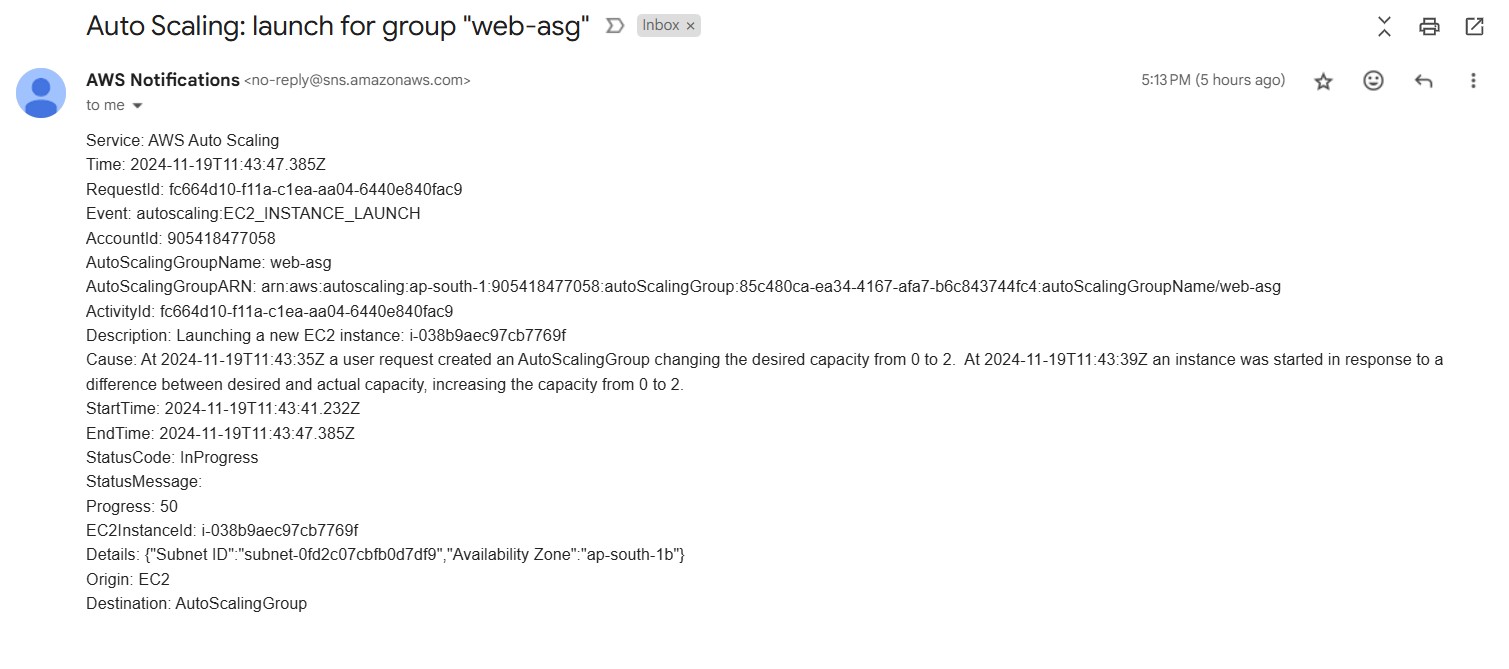 Auto Scaling: launch for group "web-asg" Inbox ×
AWS Notifications <no-reply@sns.amazonaws.com> 5:13 PM (5 hours ago)
to me
Service: AWS Auto Scaling
Time: 2024-11-19T11:43:47.385Z
RequestId: fc664d10-f11a-c1ea-aa04-6440e840fac9
Event: autoscaling:EC2_INSTANCE_LAUNCH
AccountId: 905418477058
AutoScalingGroupName: web-asg
AutoScalingGroupARN: arn:aws:autoscaling:ap-south-1:905418477058:autoScalingGroup:85c480ca-ea34-4167-afa7-b6c843744fc4:autoScalingGroupName/web-asg
ActivityId: fc664d10-f11a-c1ea-aa04-6440e840fac9
Description: Launching a new EC2 instance: i-038b9aec97cb7769f
Cause: At 2024-11-19T11:43:35Z a user request created an AutoScalingGroup changing the desired capacity from 0 to 2.  At 2024-11-19T11:43:39Z an instance was started in response to a
difference between desired and actual capacity, increasing the capacity from 0 to 2.
StartTime: 2024-11-19T11:43:41.232Z
EndTime: 2024-11-19T11:43:47.385Z
StatusCode: InProgress
StatusMessage:
Progress: 50
EC2InstanceId: i-038b9aec97cb7769f
Details: {"Subnet ID":"subnet-0fd2c07cbfb0d7df9","Availability Zone":"ap-south-1b"}
Origin: EC2
Destination: AutoScalingGroup